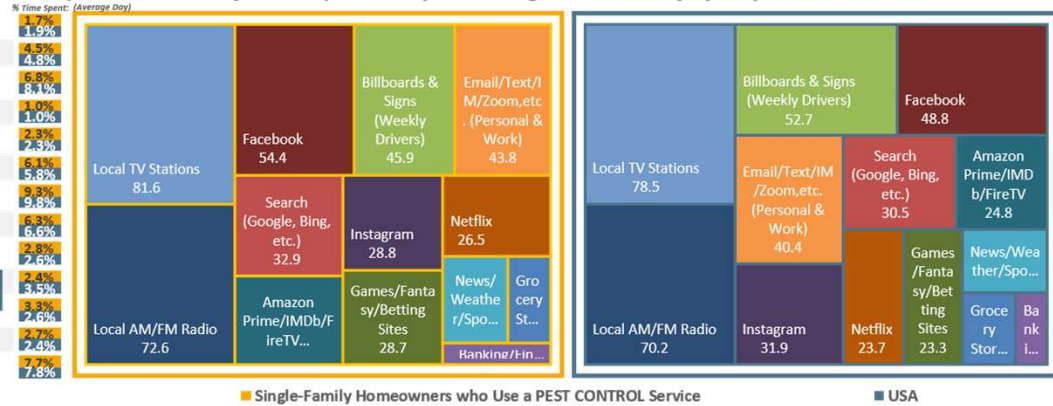 % Time Spent: (Average Day)
1.7%
1.9%
4.5%
4.8%
6.8%
8.1%
1.0%
1.0%
2.3%
2.3%
6.1%
5.8%
9.3%
9.8%
6.3%
6.6%
2.8%
2.6%
2.4%
3.5%
3.3%
2.6%
2.7%
2.4%
7.7%
7.8%
Local TV Stations
81.6
Local AM/FM Radio
72.6
Facebook
54.4
Billboards &
Signs
(Weekly
Drivers)
45.9
Email/Text/I
M/Zoom,etc
. (Personal &
Work)
43.8
Search
(Google, Bing,
etc.)
32.9
Instagram
28.8
Netflix
26.5
Amazon
Prime/IMDb/F
ireTV...
Games/Fanta
sy/Betting
Sites
28.7
News/
Weathe
r/Spo...
Gro
cery
St...
Banking/Fin...
Local TV Stations
78.5
Local AM/FM Radio
70.2
Billboards & Signs
(Weekly Drivers)
52.7
Facebook
48.8
Email/Text/IM
/Zoom,etc.
(Personal &
Work)
40.4
Search
(Google, Bing,
etc.)
30.5
Amazon
Prime/IMD
b/FireTV
24.8
Instagram
31.9
Netflix
23.7
Games
/Fanta
sy/Bet
ting
Sites
23.3
News/Wea
ther/Spo...
Groce
ry
Stor...
Ba
nk
i...
Single-Family Homeowners who Use a PEST CONTROL Service
USA